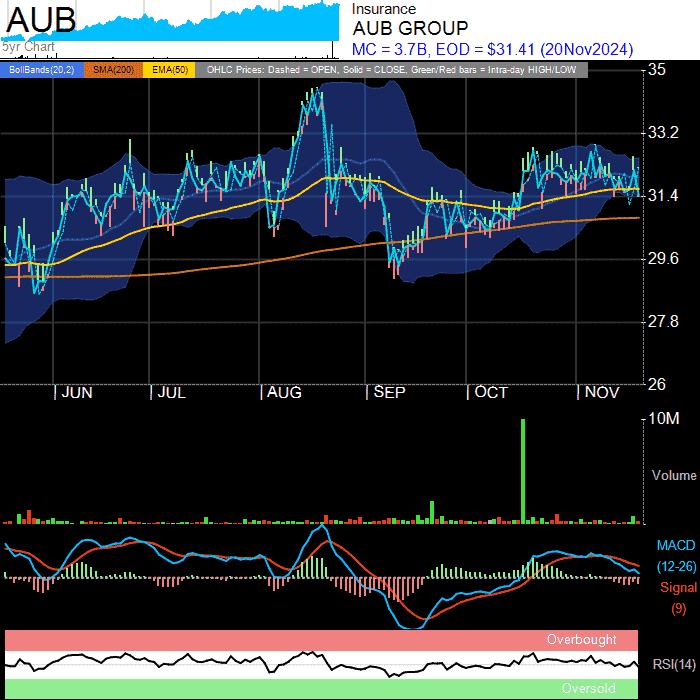 AUB
5yr Chart
Insurance
AUB GROUP
MC = 3.7B, EOD = $31.41 (20Nov2024)
BollBands(20,2) SMA(200) EMA(50) OHLC Prices: Dashed = OPEN, Solid = CLOSE, Green/Red bars = Intra-day HIGH/LOW
35
33.2
31.4
29.6
27.8
26
| JUN | JUL | AUG | SEP | OCT | NOV
10M
Volume
MACD
(12-26)
Signal
(9)
Overbought
RSI(14)
Oversold